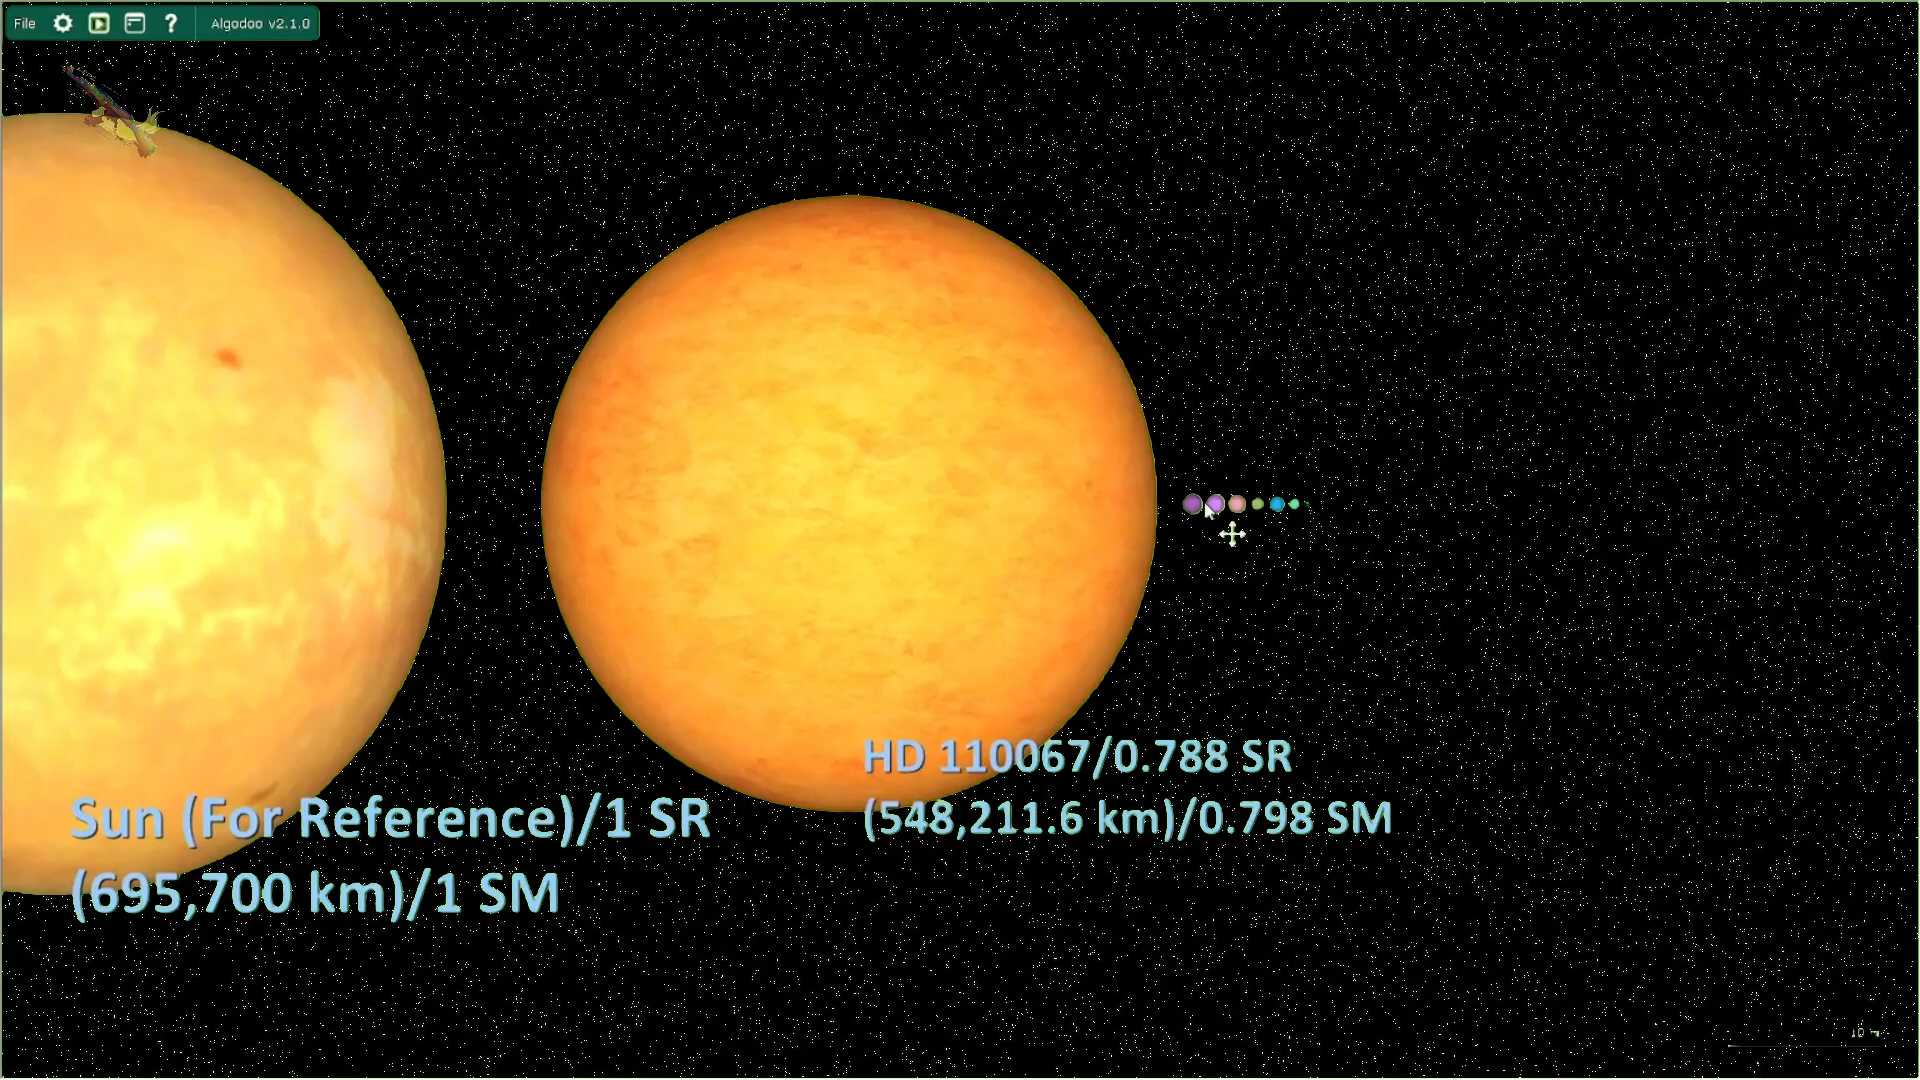 File ? Algodoo v2.1.0
HD 110067/0.788 SR
(548,211.6 km)/0.798 SM
Sun (For Reference)/1 SR
(695,700 km)/1 SM